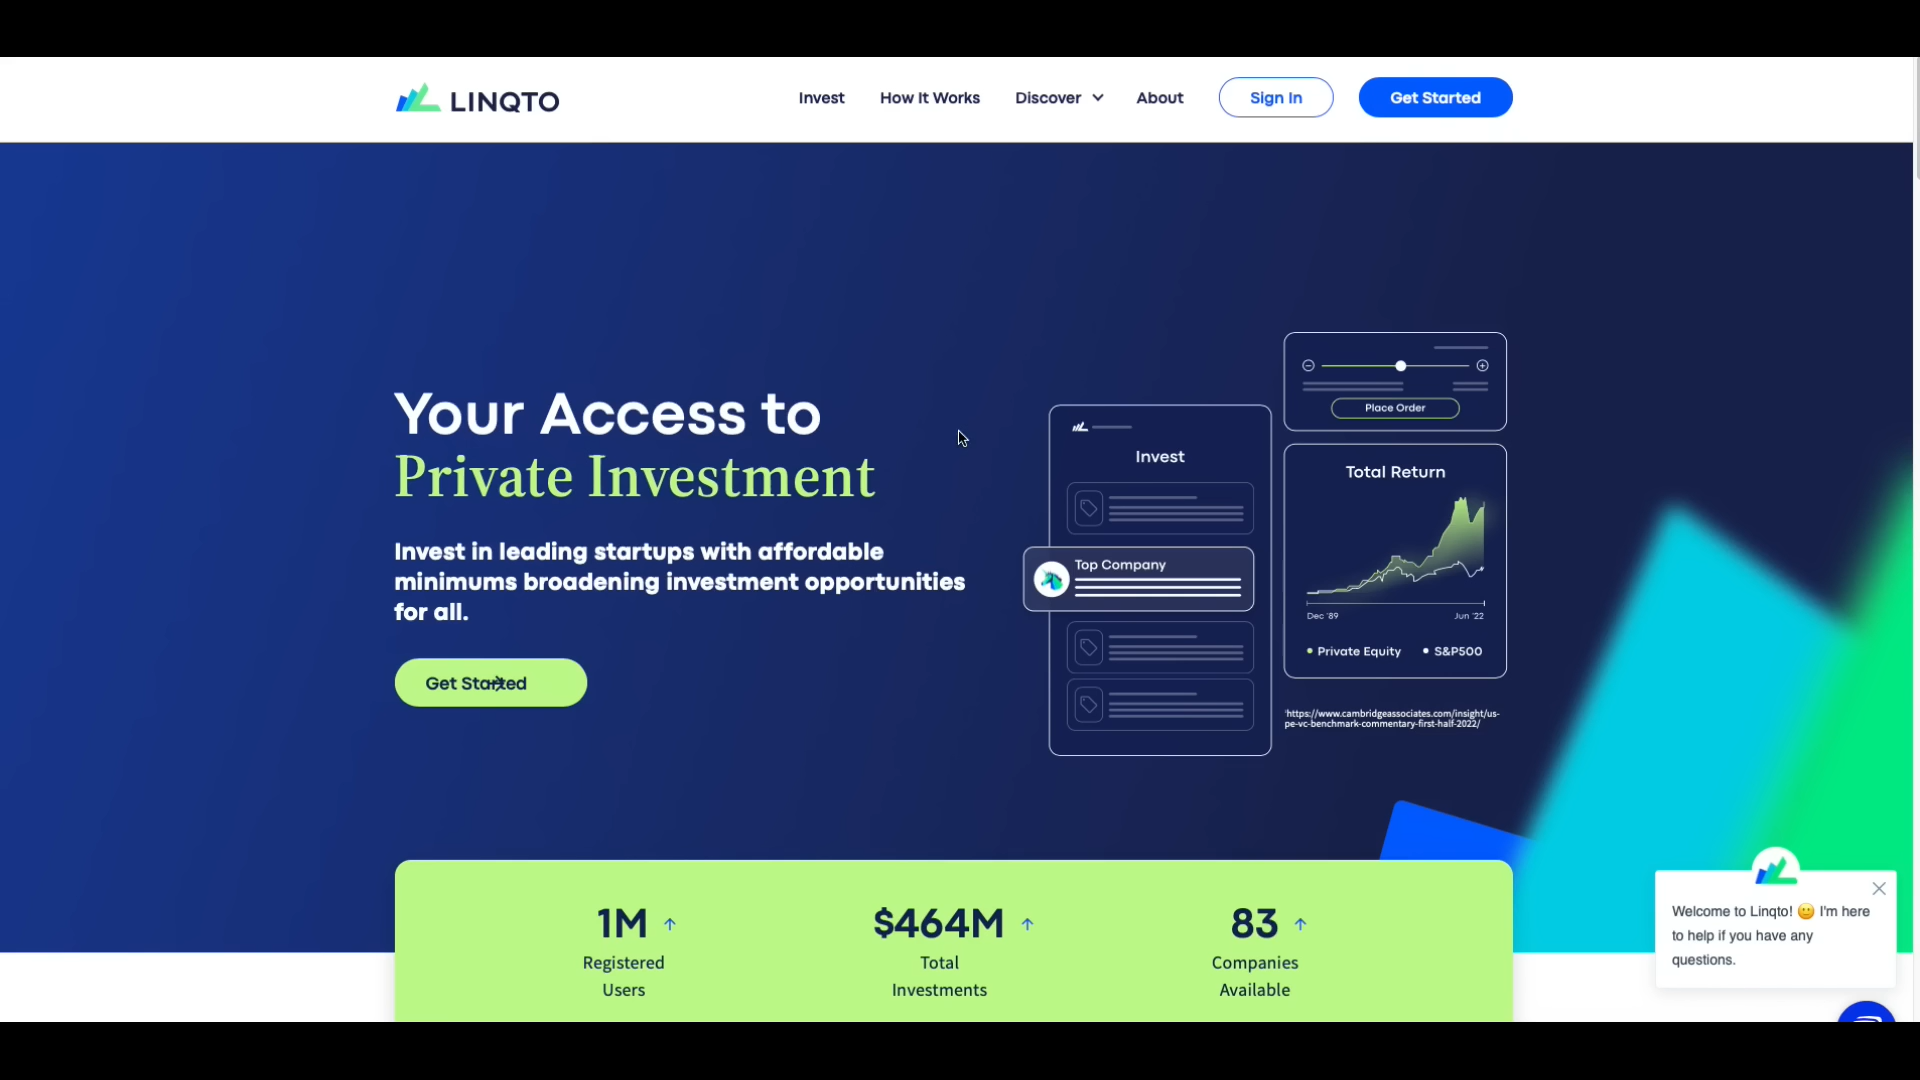 LINQTO
Invest
How It Works
Discover
About
Sign In
Get Started
Your Access to
Private Investment
Invest in leading startups with affordable
minimums broadening investment opportunities
for all.
Get Started
Invest
Top Company
Place Order
Total Return
Dec '89
Jun '22
Private Equity
S&P500
'https://www.cambridgeassociates.com/insight/us-
pe-vc-benchmark-commentary-first-half-2022/
1M
Registered
Users
$464M
Total
Investments
83
Companies
Available
Welcome to Linqto! 🙂 I'm here
to help if you have any
questions.